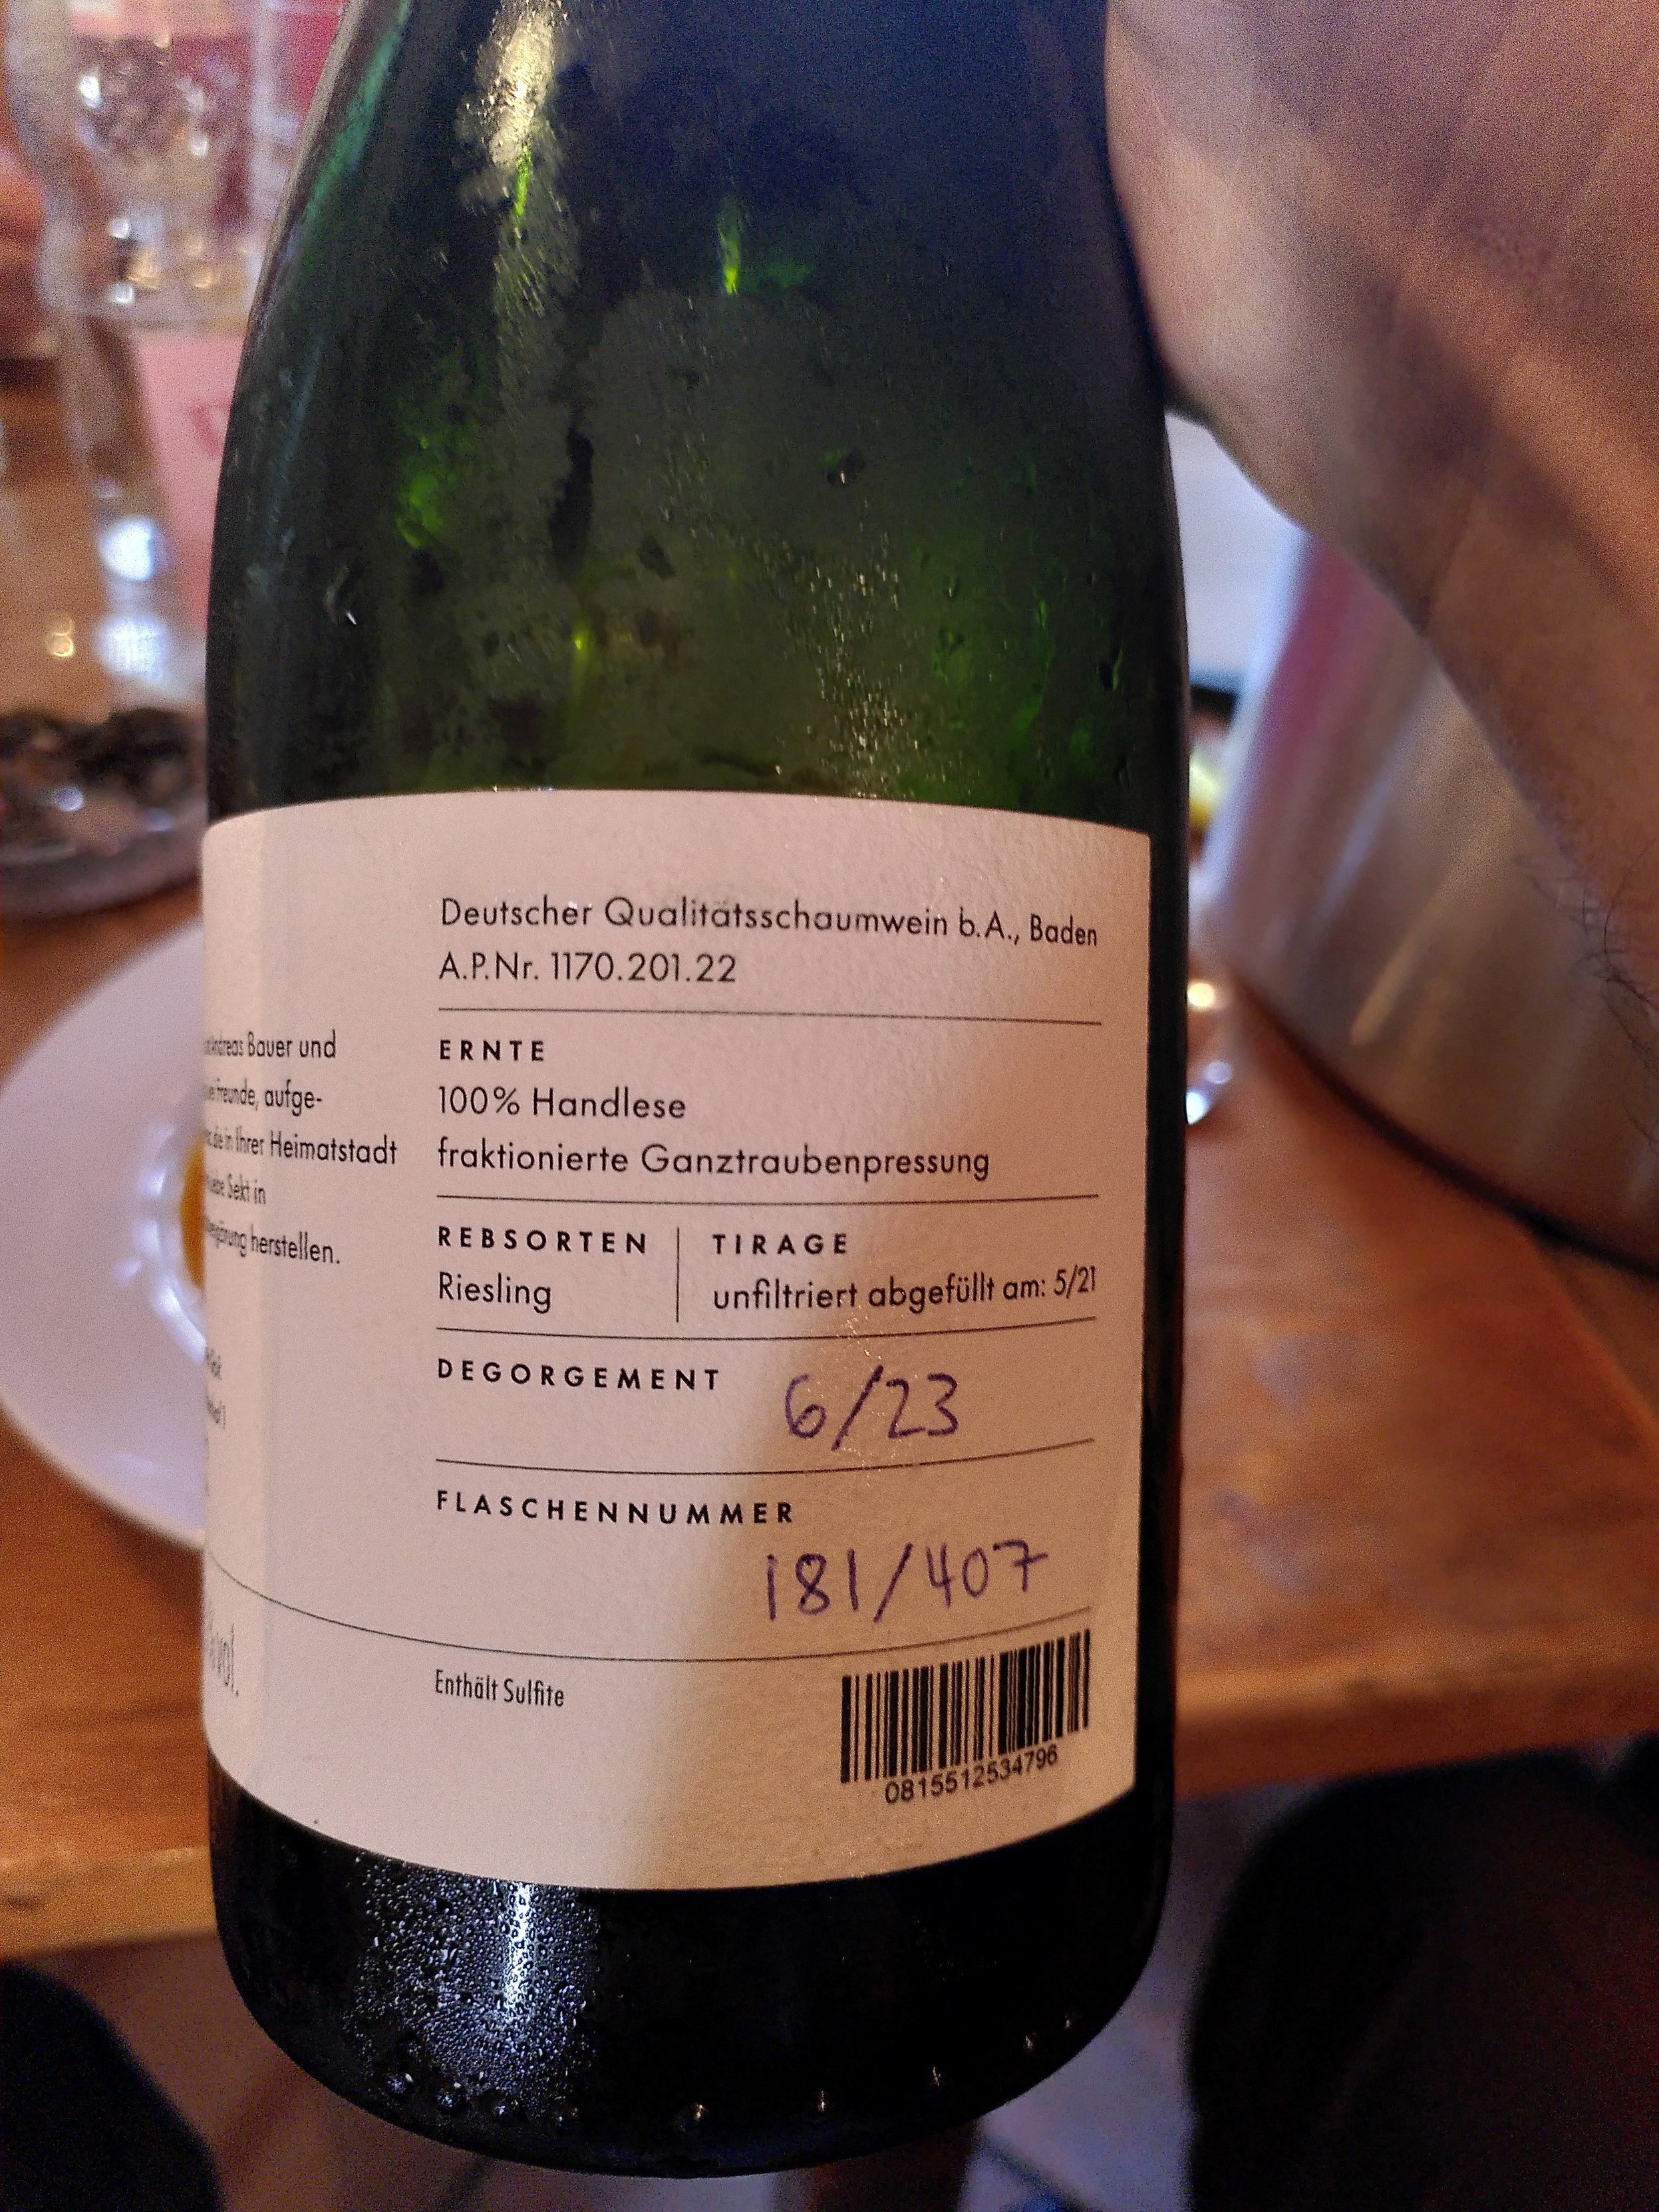 Andreas Bauer und
Freunde, aufge-
in Ihrer Heimatstadt
Sekt in
herstellen.
vol.
Deutscher Qualitätsschaumwein b.A., Baden
A.P.Nr. 1170.201.22
ERNTE
100% Handlese
fraktionierte Ganztraubenpressung
REBSORTEN
Riesling
TIRAGE
unfiltriert abgefüllt am: 5/21
DEGORGEMENT 6/23
FLASCHENNUMMER
181/407
Enthält Sulfite
0815512534796